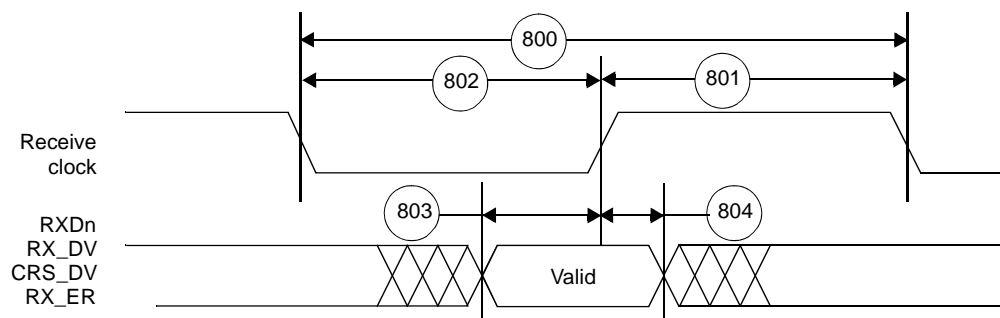 800
802
801
Receive
clock
803
804
RXDn
RX_DV
CRS_DV
RX_ER
Valid